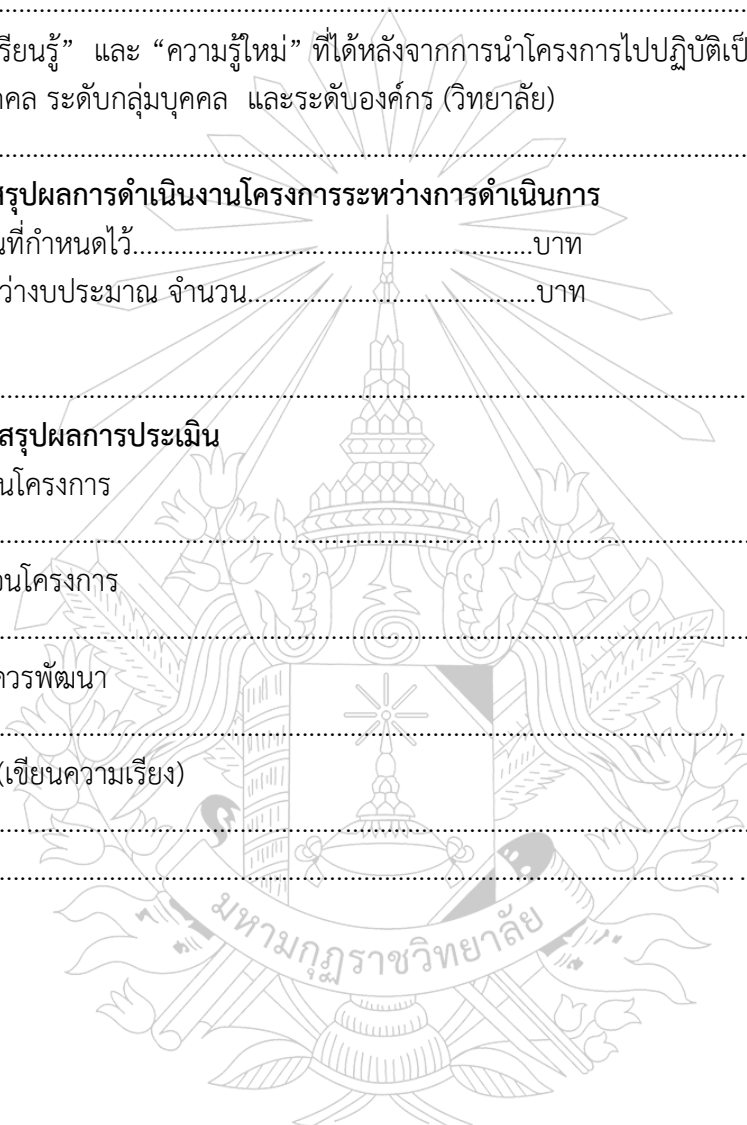 ....................................................................................................................
รียนรู้” และ “ความรู้ใหม่” ที่ได้หลังจากการนำโครงการไปปฏิบัติเป็
คคล ระดับกลุ่มบุคคล และระดับองค์กร (วิทยาลัย)
....................................................................................................................
สรุปผลการดำเนินงานโครงการระหว่างการดำเนินการ
นที่กำหนดไว้.........................................................บาท
ว่างบประมาณ จำนวน.........................................บาท
....................................................................................................................
สรุปผลการประเมิน
นโครงการ
....................................................................................................................
อนโครงการ
....................................................................................................................
ควรพัฒนา
....................................................................................................................
(เขียนความเรียง)
....................................................................................................................
....................................................................................................................
มหามกุฏราชวิทยาลัย